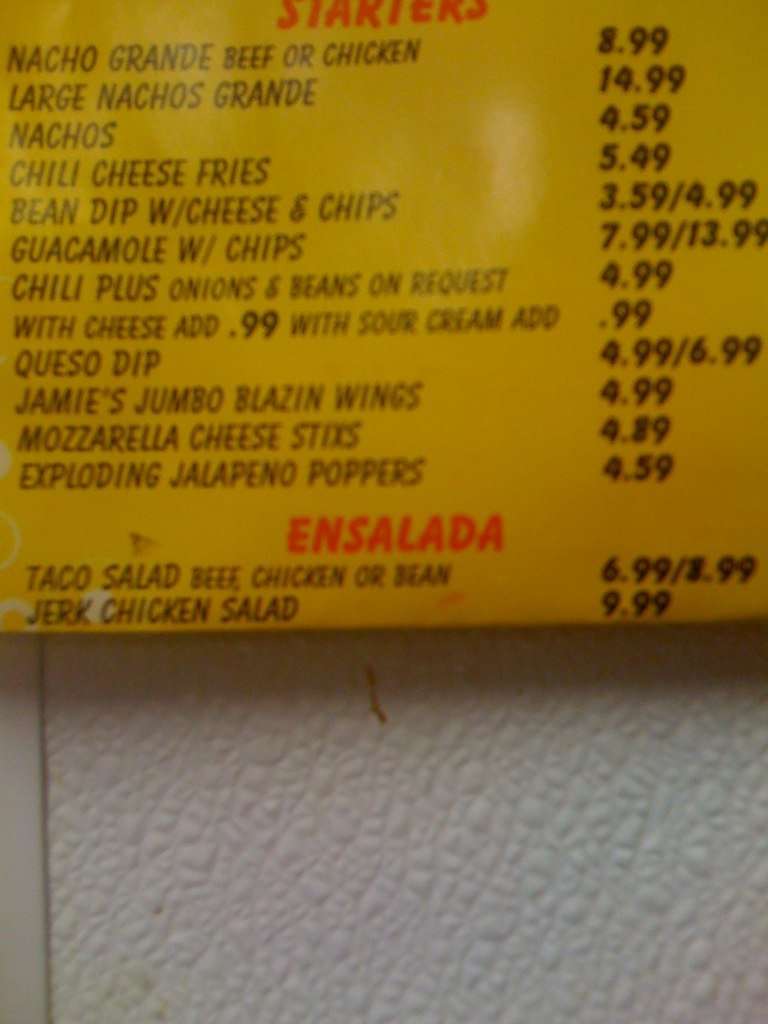 STARTERS
NACHO GRANDE BEEF OR CHICKEN 8.99
LARGE NACHOS GRANDE 14.99
NACHOS 4.59
CHILI CHEESE FRIES 5.49
BEAN DIP W/CHEESE & CHIPS 3.59/4.99
GUACAMOLE W/ CHIPS 7.99/13.99
CHILI PLUS ONIONS & BEANS ON REQUEST 4.99
WITH CHEESE ADD .99 WITH SOUR CREAM ADD .99
QUESO DIP 4.99/6.99
JAMIE'S JUMBO BLAZIN WINGS 4.99
MOZZARELLA CHEESE STIXS 4.89
EXPLODING JALAPENO POPPERS 4.59
ENSALADA
TACO SALAD BEEF, CHICKEN OR BEAN 6.99/8.99
JERK CHICKEN SALAD 9.99